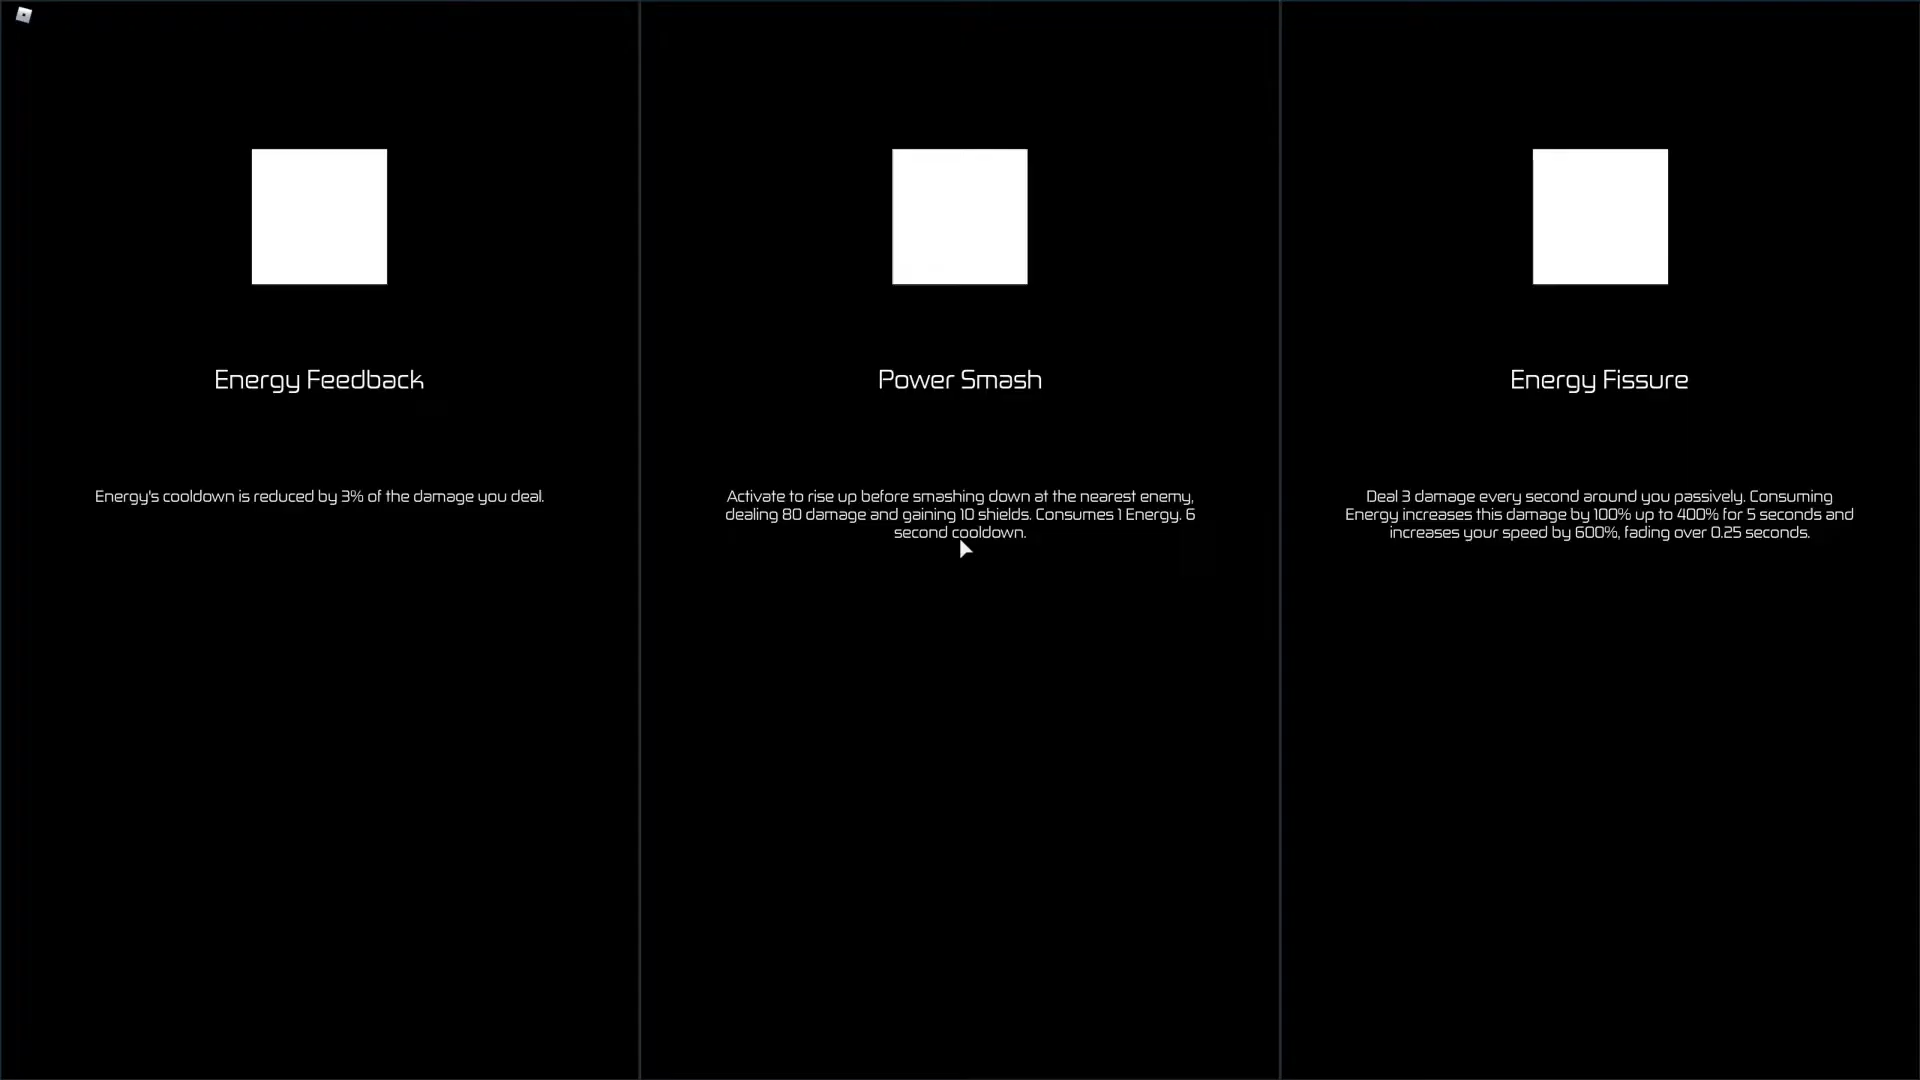 Energy Feedback
Energy's cooldown is reduced by 3% of the damage you deal.
Power Smash
Activate to rise up before smashing down at the nearest enemy,
dealing 80 damage and gaining 10 shields. Consumes 1 Energy. 6
second cooldown.
Energy Fissure
Deal 3 damage every second around you passively. Consuming
Energy increases this damage by 100% up to 400% for 5 seconds and
increases your speed by 600%, fading over 0.25 seconds.